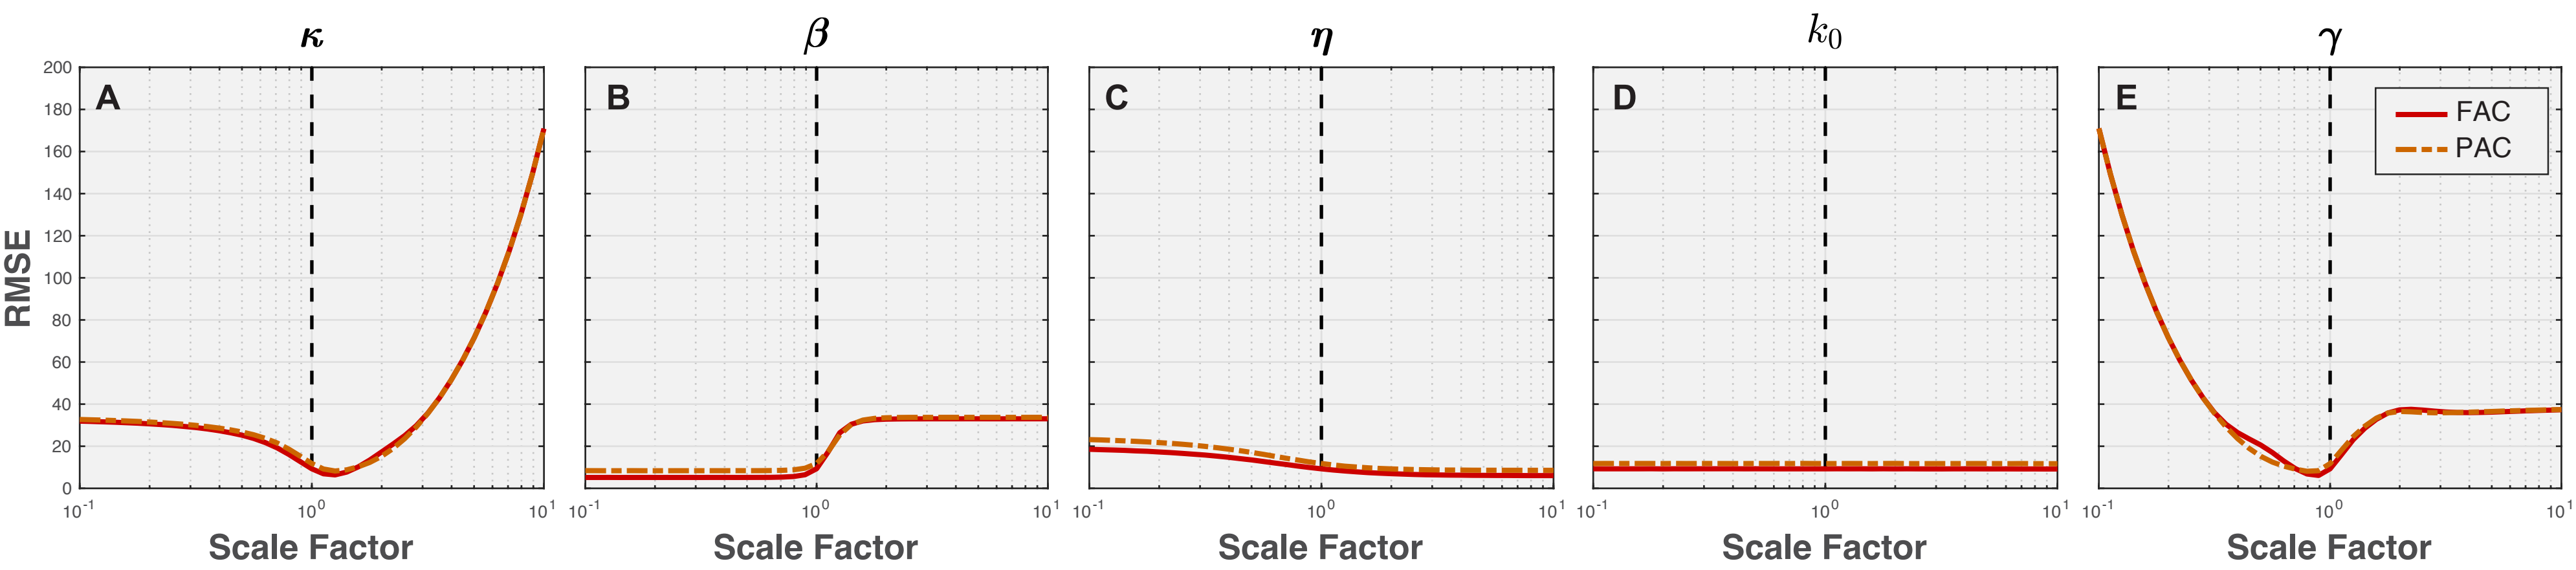 κ β η k₀ γ
A B C D E
FAC
PAC
RMSE
200
180
160
140
120
100
80
60
40
20
0
10⁻¹ 10⁰ 10¹ 10⁻¹ 10⁰ 10¹ 10⁻¹ 10⁰ 10¹ 10⁻¹ 10⁰ 10¹ 10⁻¹ 10⁰ 10¹
Scale Factor Scale Factor Scale Factor Scale Factor Scale Factor